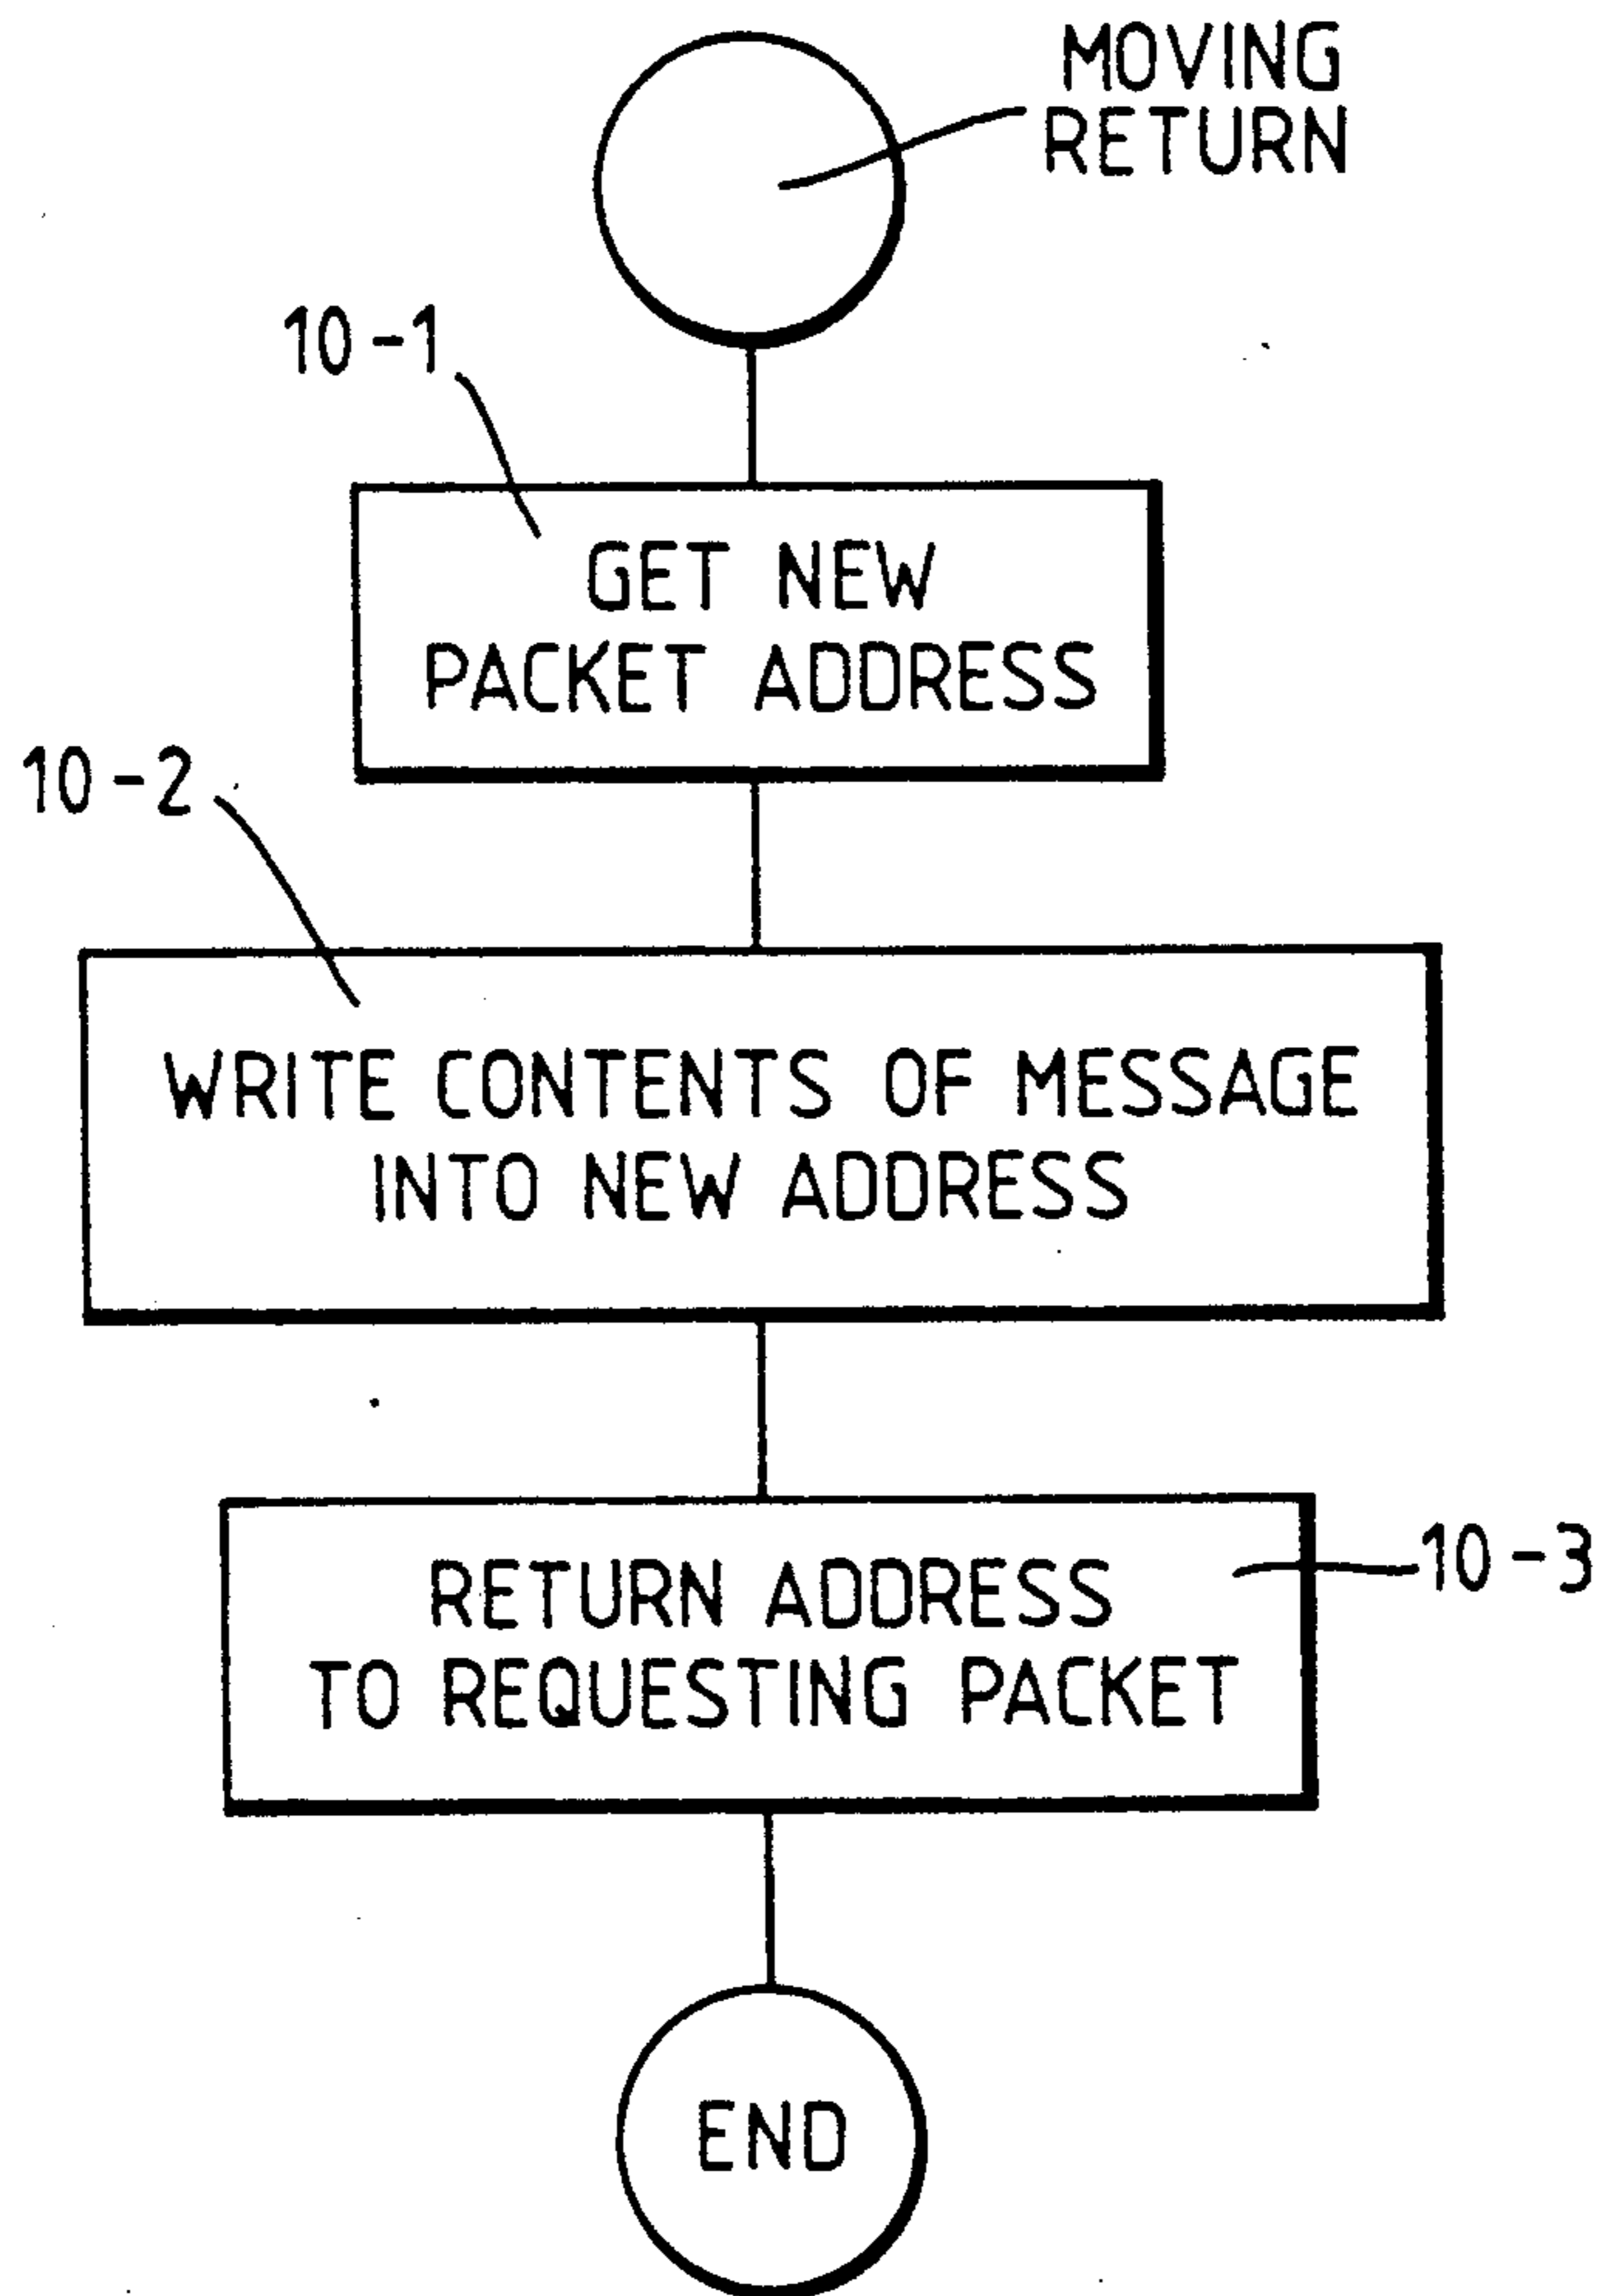 MOVING
RETURN
10-1
GET NEW
PACKET ADDRESS
10-2
WRITE CONTENTS OF MESSAGE
INTO NEW ADDRESS
RETURN ADDRESS
TO REQUESTING PACKET
10-3
END